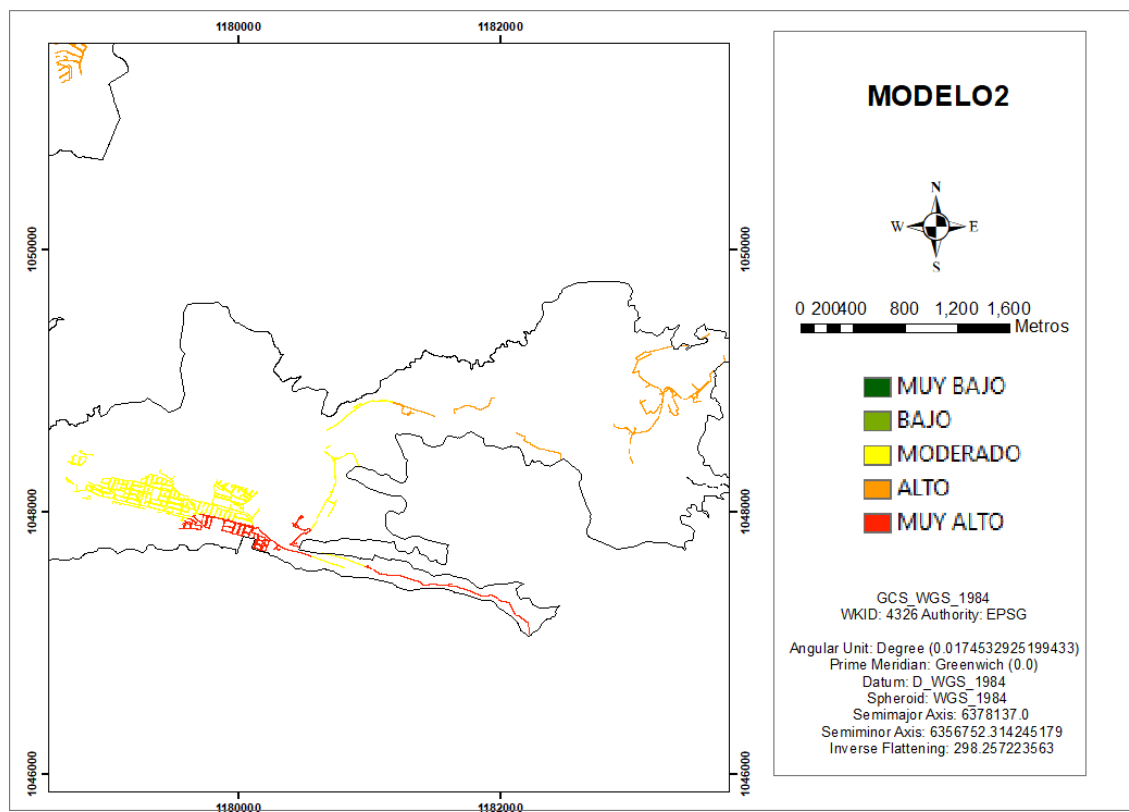 1180000
1182000
1050000
1050000
1048000
1048000
1046000
1046000
1180000
1182000
MODELO2
N
W
E
S
0 200400 800 1,200 1,600
Metros
MUY BAJO
BAJO
MODERADO
ALTO
MUY ALTO
GCS_WGS_1984
WKID: 4326 Authority: EPSG
Angular Unit: Degree (0.0174532925199433)
Prime Meridian: Greenwich (0.0)
Datum: D_WGS_1984
Spheroid: WGS_1984
Semimajor Axis: 6378137.0
Semiminor Axis: 6356752.314245179
Inverse Flattening: 298.257223563